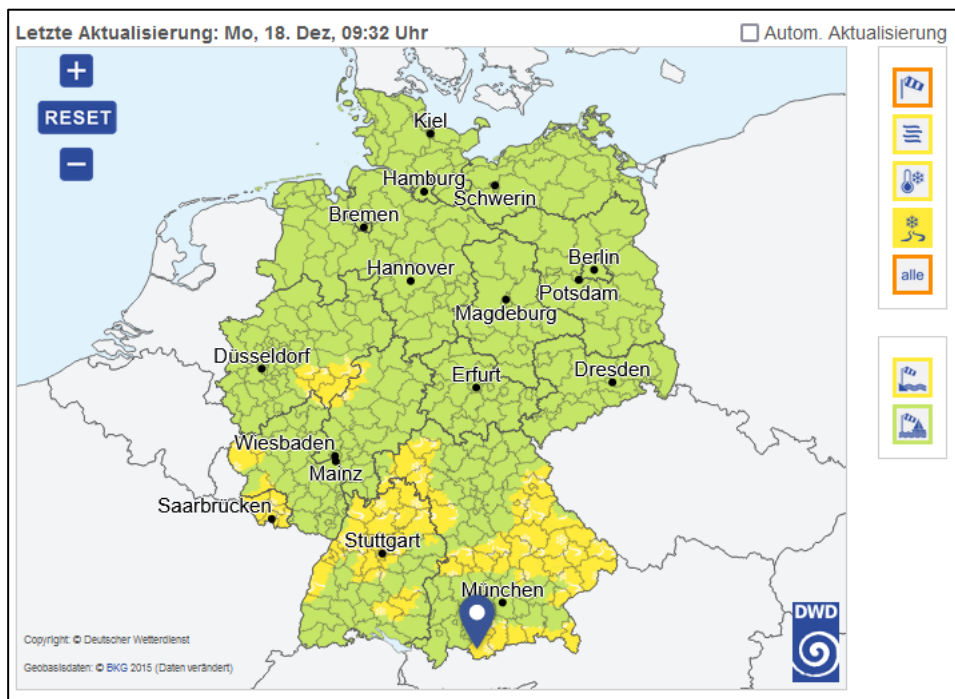 Letzte Aktualisierung: Mo, 18. Dez, 09:32 Uhr
Autom. Aktualisierung
+
RESET
−
Kiel
Hamburg
Schwerin
Bremen
Berlin
Hannover
Potsdam
Magdeburg
Düsseldorf
Erfurt
Dresden
Wiesbaden
Mainz
Saarbrücken
Stuttgart
München
alle
DWD
Copyright: © Deutscher Wetterdienst
Geobasisdaten: © BKG 2015 (Daten verändert)